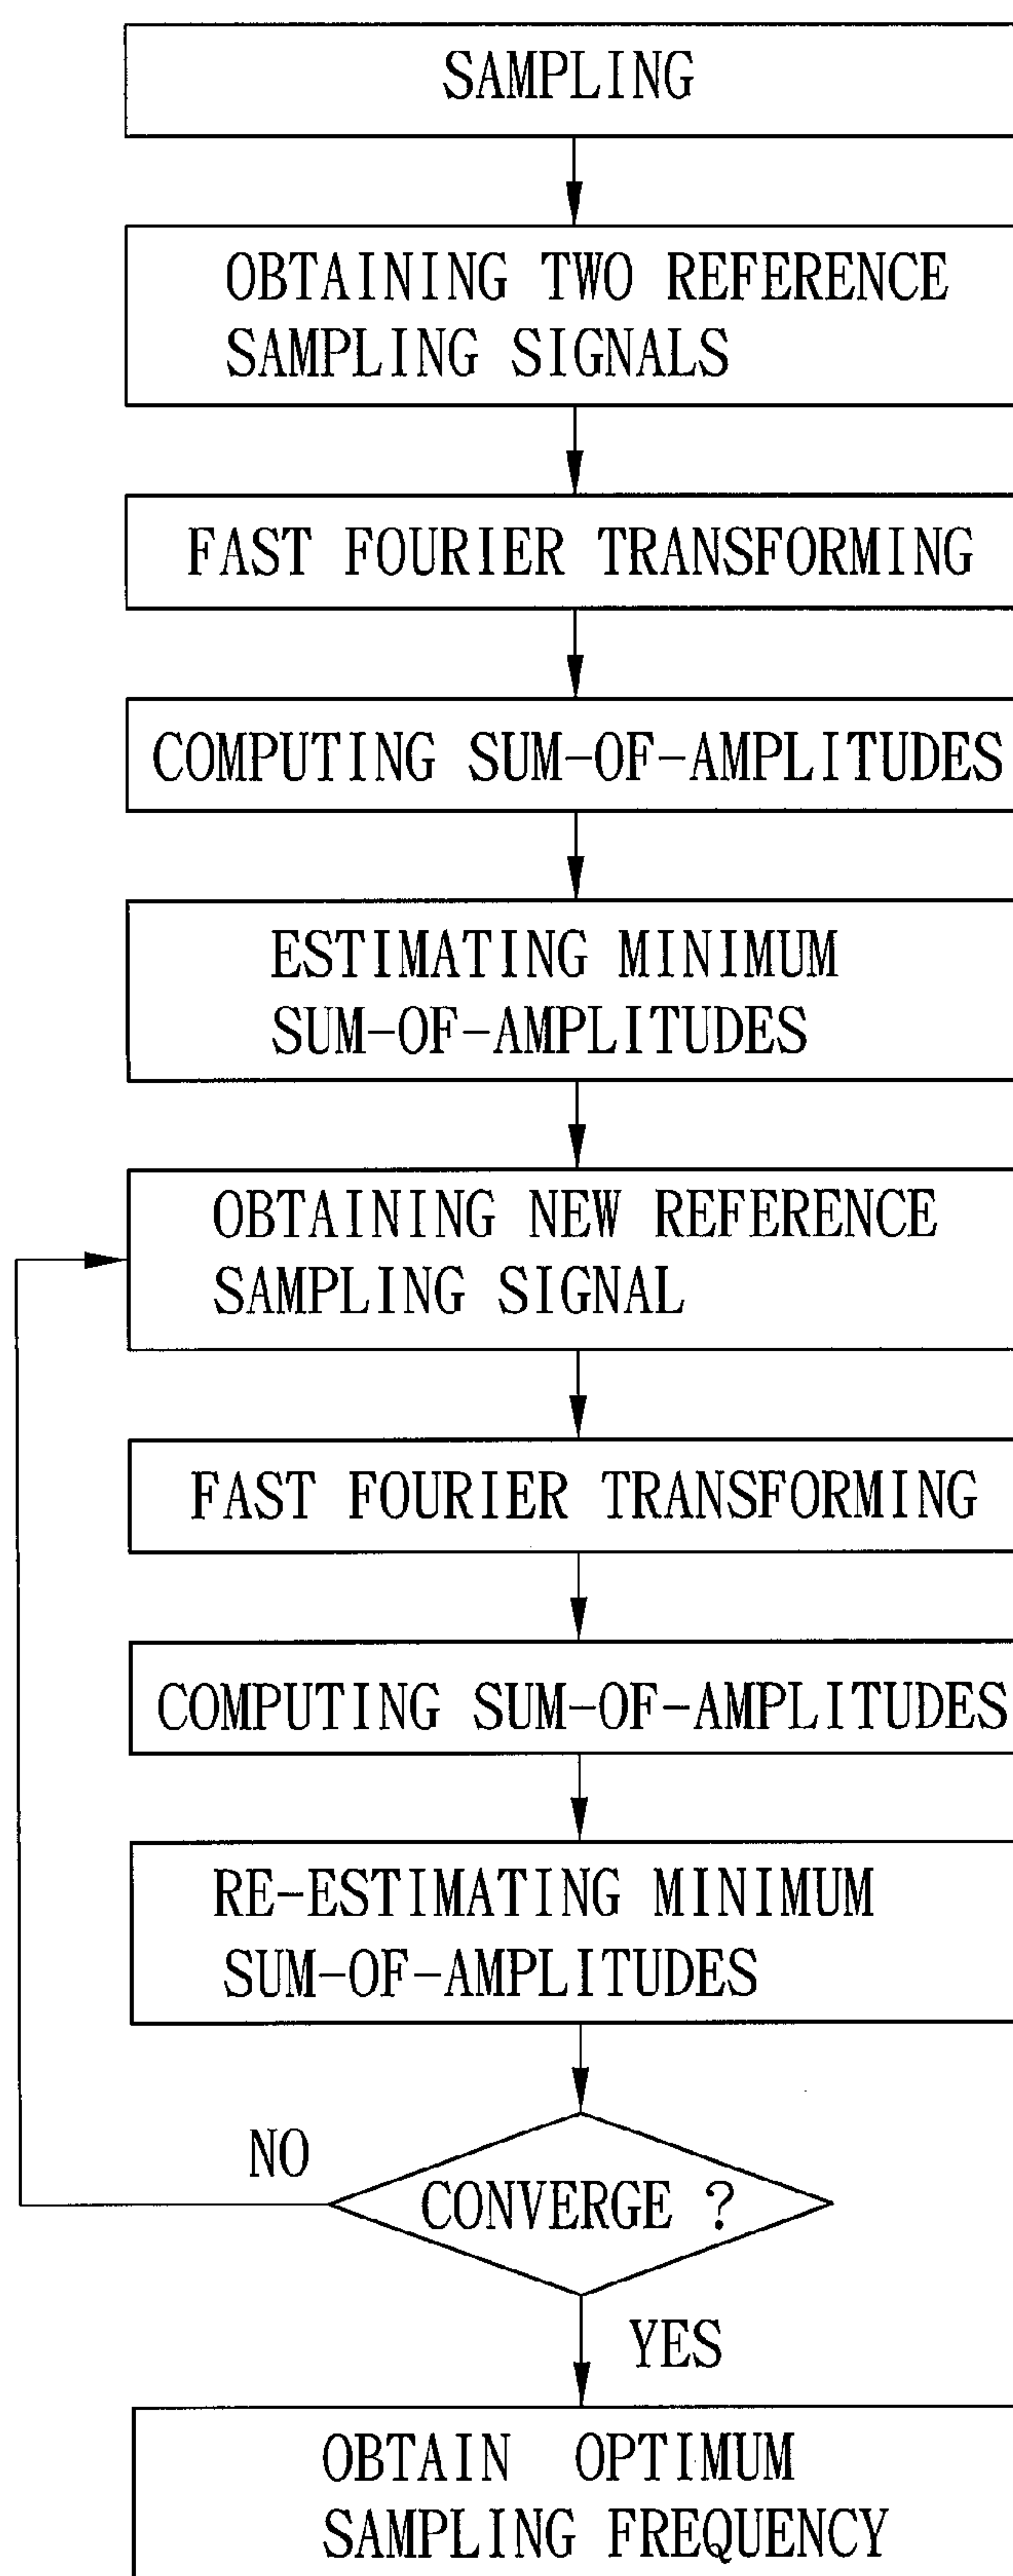 SAMPLING
OBTAINING TWO REFERENCE
SAMPLING SIGNALS
FAST FOURIER TRANSFORMING
COMPUTING SUM-OF-AMPLITUDES
ESTIMATING MINIMUM
SUM-OF-AMPLITUDES
OBTAINING NEW REFERENCE
SAMPLING SIGNAL
FAST FOURIER TRANSFORMING
COMPUTING SUM-OF-AMPLITUDES
RE-ESTIMATING MINIMUM
SUM-OF-AMPLITUDES
NO
CONVERGE ?
YES
OBTAIN OPTIMUM
SAMPLING FREQUENCY